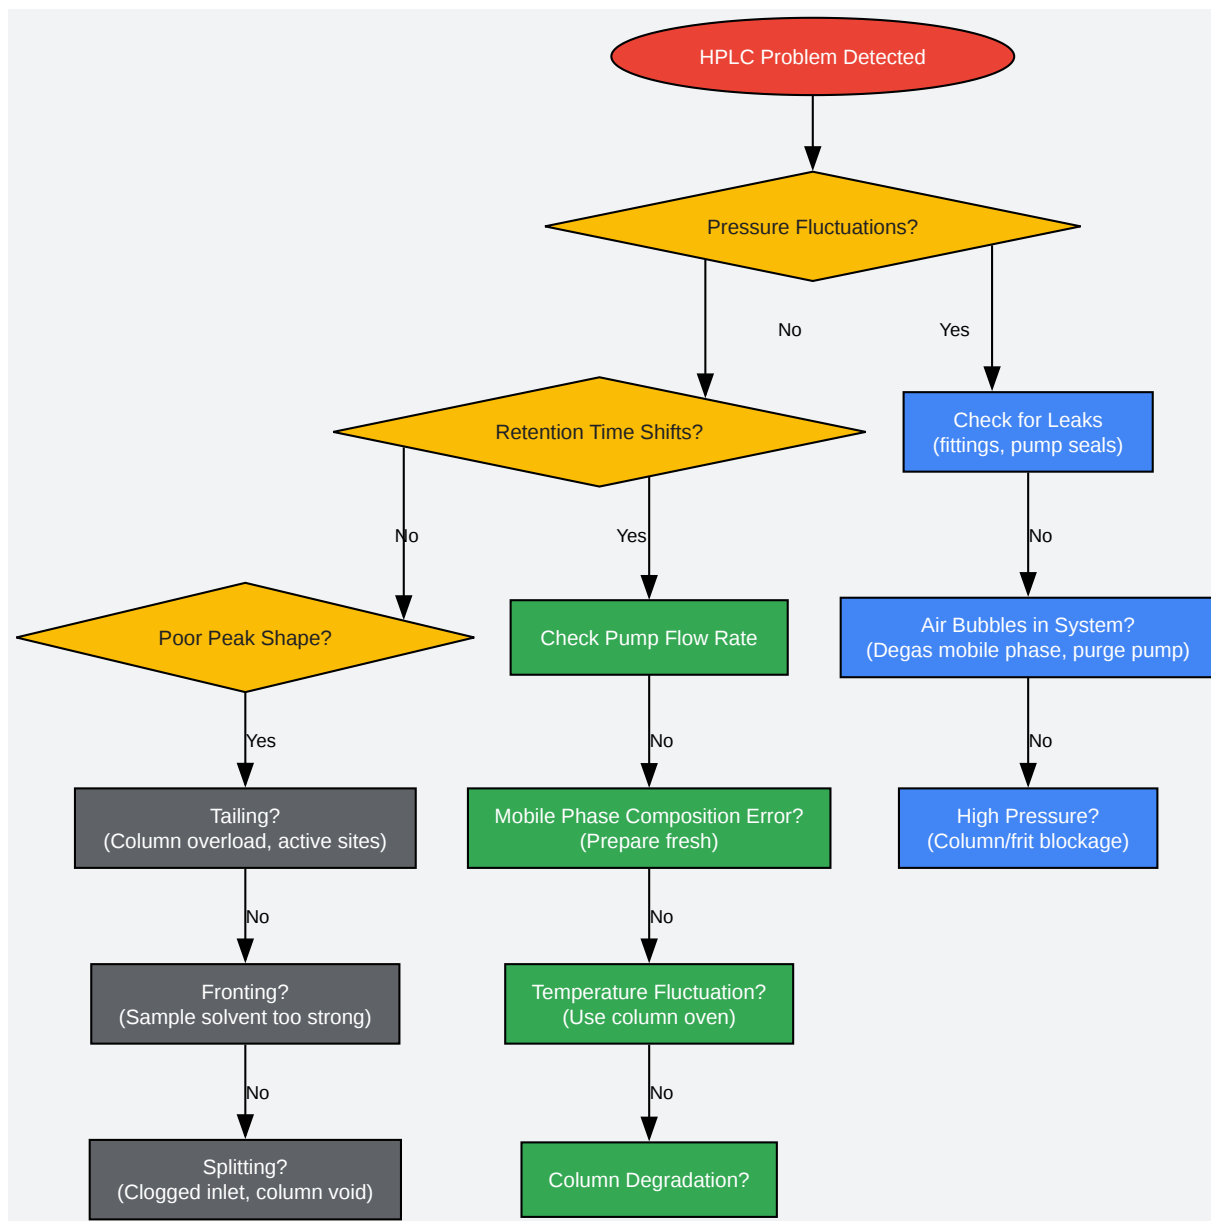 HPLC Problem Detected
Pressure Fluctuations?
No
Yes
Retention Time Shifts?
Check for Leaks
(fittings, pump seals)
No
Yes
No
Poor Peak Shape?
Check Pump Flow Rate
Air Bubbles in System?
(Degas mobile phase, purge pump)
Yes
No
No
Tailing?
(Column overload, active sites)
Mobile Phase Composition Error?
(Prepare fresh)
High Pressure?
(Column/frit blockage)
No
No
Fronting?
(Sample solvent too strong)
Temperature Fluctuation?
(Use column oven)
No
No
Splitting?
(Clogged inlet, column void)
Column Degradation?